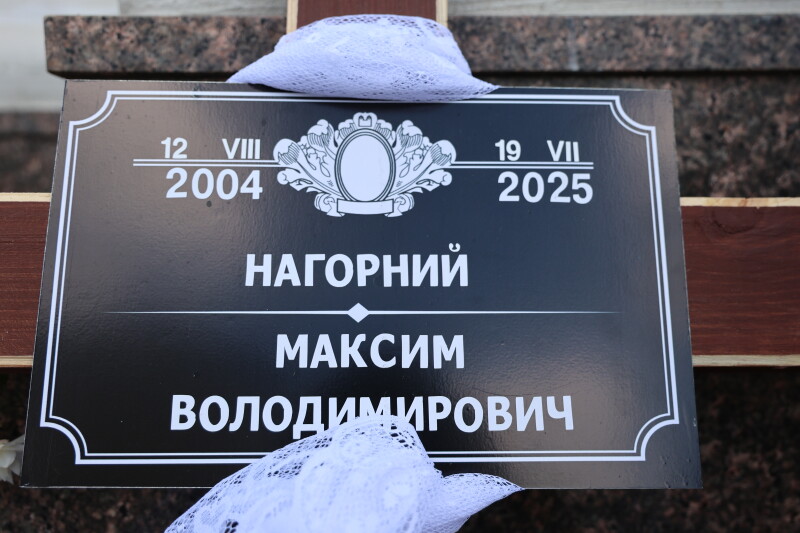 12 VIII 19 VII
2004 2025
НАГОРНИЙ
МАКСИМ
ВОЛОДИМИРОВИЧ